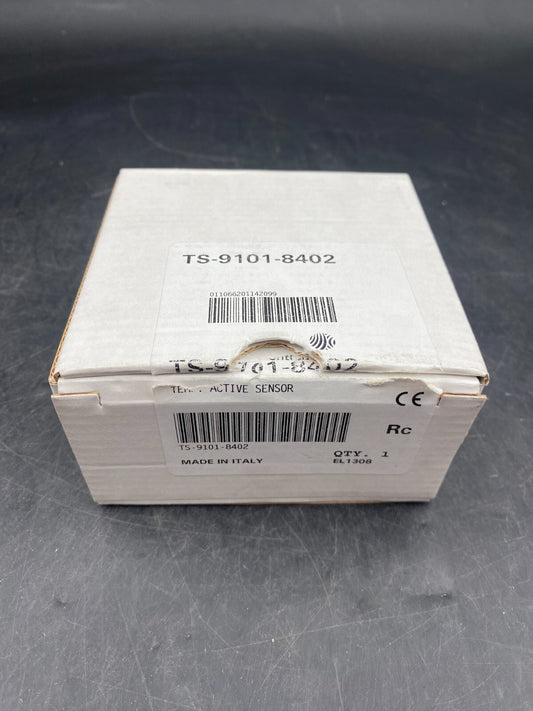 TS-9101-8402
011066201142099
TS-9101-8402
ACTIVE SENSOR
CE
TS-9101-8402
Rc
MADE IN ITALY
QTY. 1
EL1308